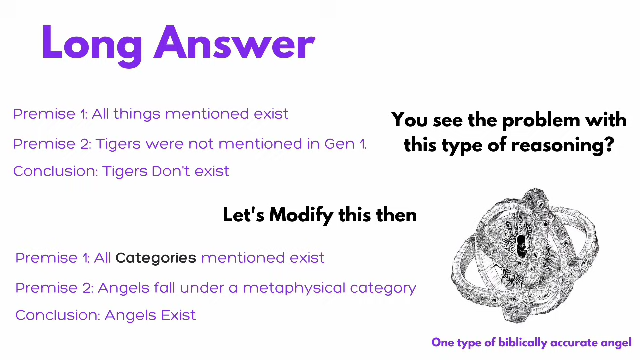 Long Answer
Premise 1: All things mentioned exist
Premise 2: Tigers were not mentioned in Gen 1.
Conclusion: Tigers Don't exist
You see the problem with
this type of reasoning?
Let's Modify this then
Premise 1: All Categories mentioned exist
Premise 2: Angels fall under a metaphysical category
Conclusion: Angels Exist
One type of biblically accurate angel